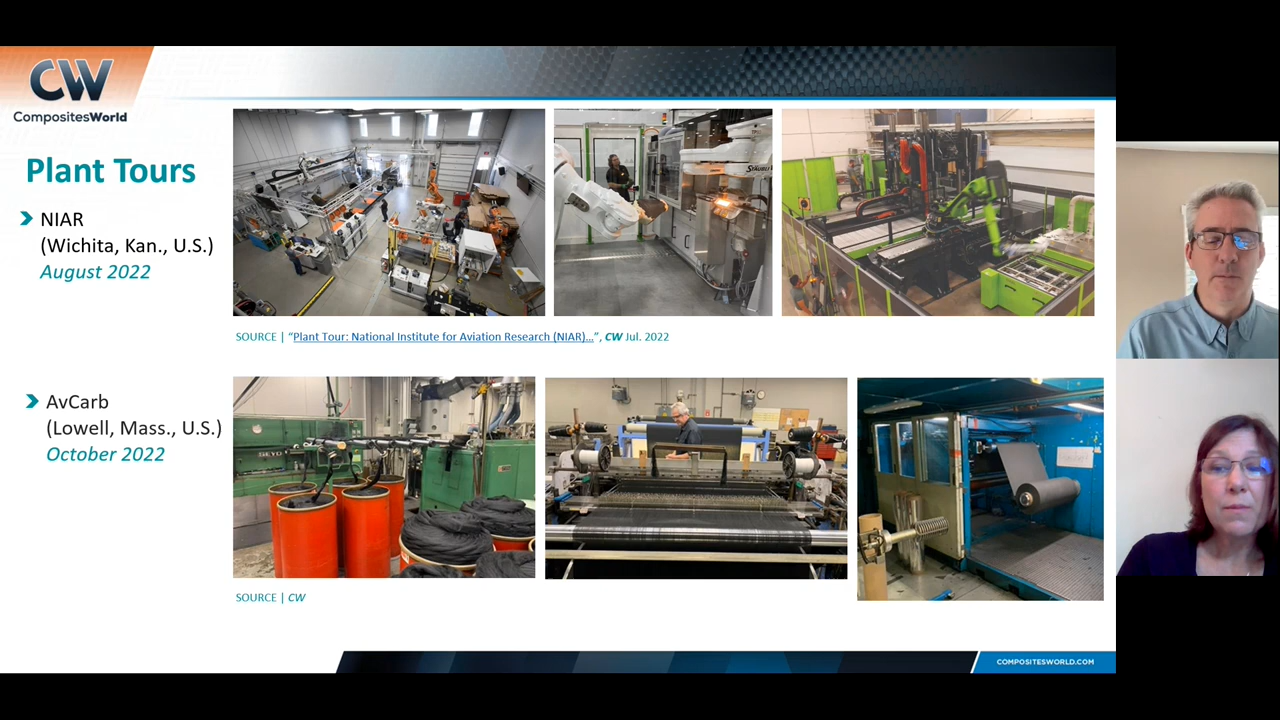 CW
CompositesWorld
Plant Tours
NIAR
(Wichita, Kan., U.S.)
August 2022
SOURCE | “Plant Tour: National Institute for Aviation Research (NIAR)…”, CW Jul. 2022
AvCarb
(Lowell, Mass., U.S.)
October 2022
SOURCE | CW
COMPOSITESWORLD.COM